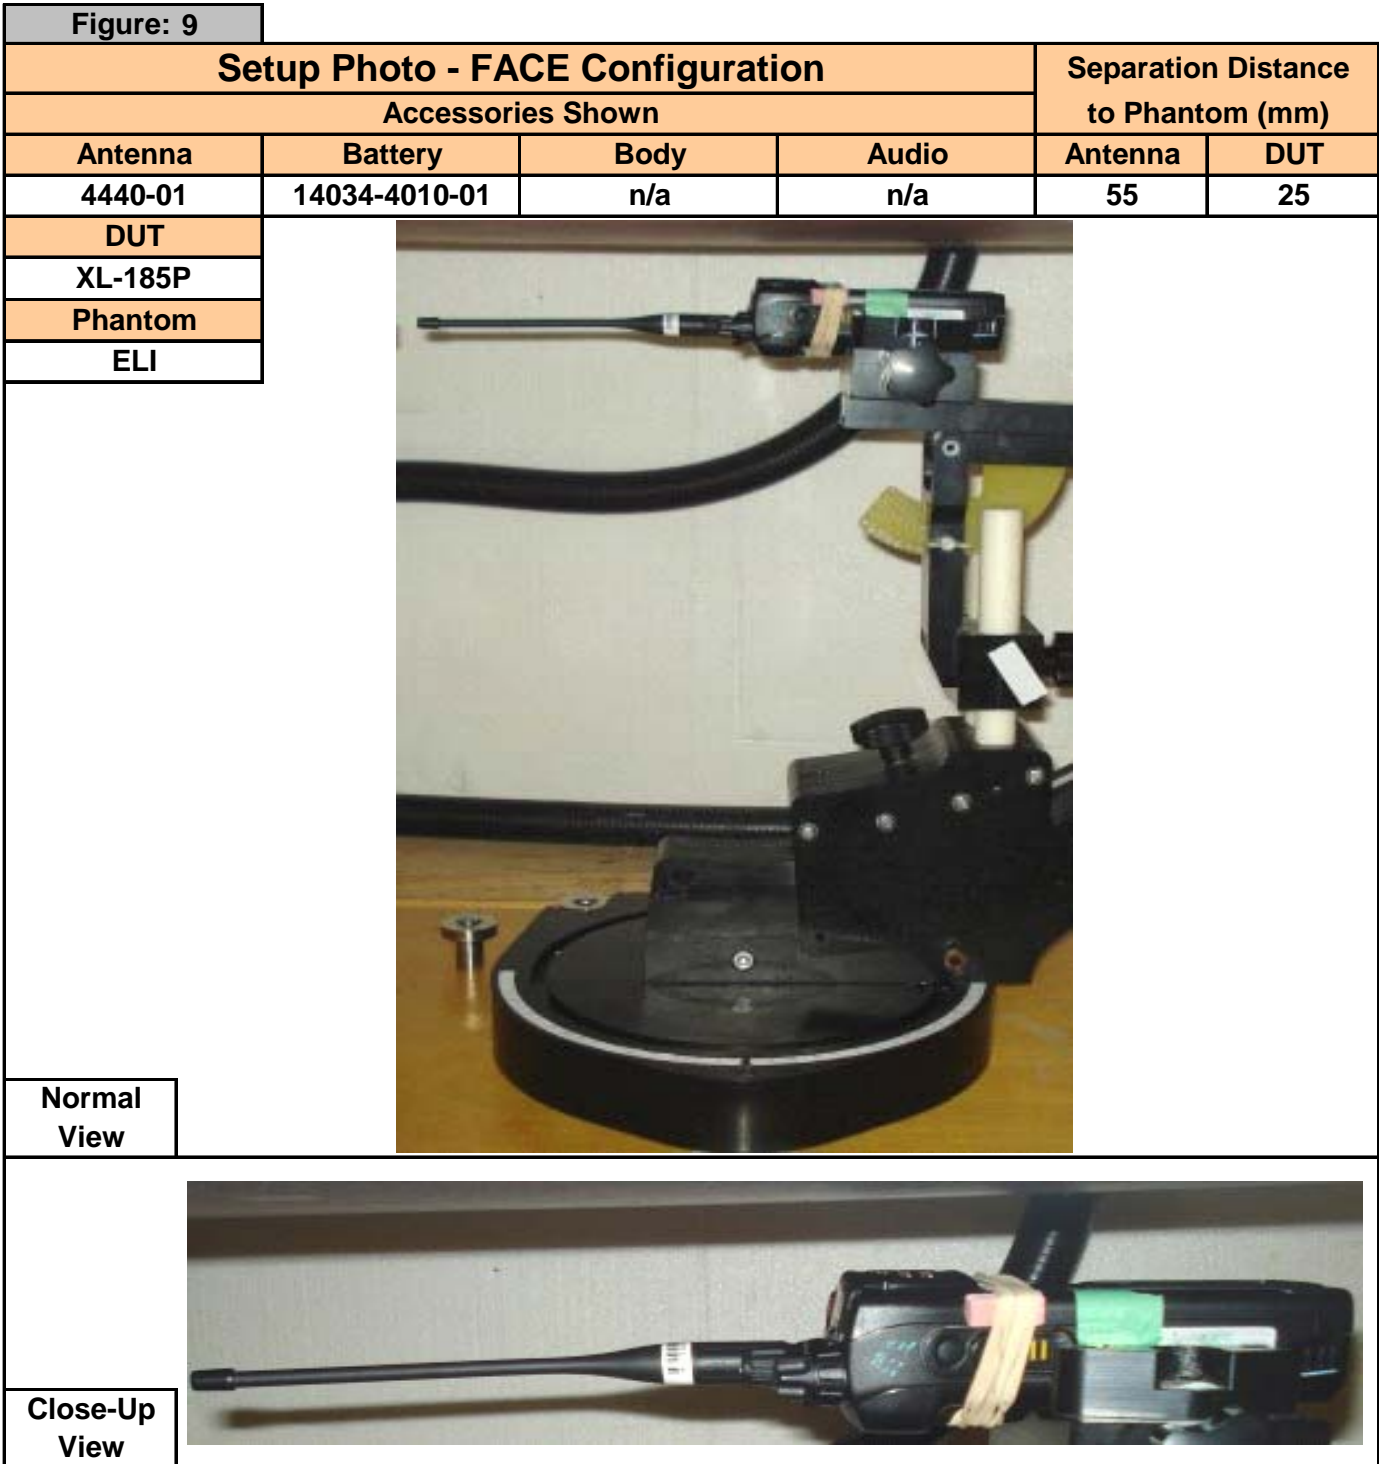 Figure: 9
Setup Photo - FACE Configuration
Separation Distance
to Phantom (mm)
Accessories Shown
Antenna Battery Body Audio Antenna DUT
4440-01 14034-4010-01 n/a n/a 55 25
DUT
XL-185P
Phantom
ELI
Normal
View
Close-Up
View